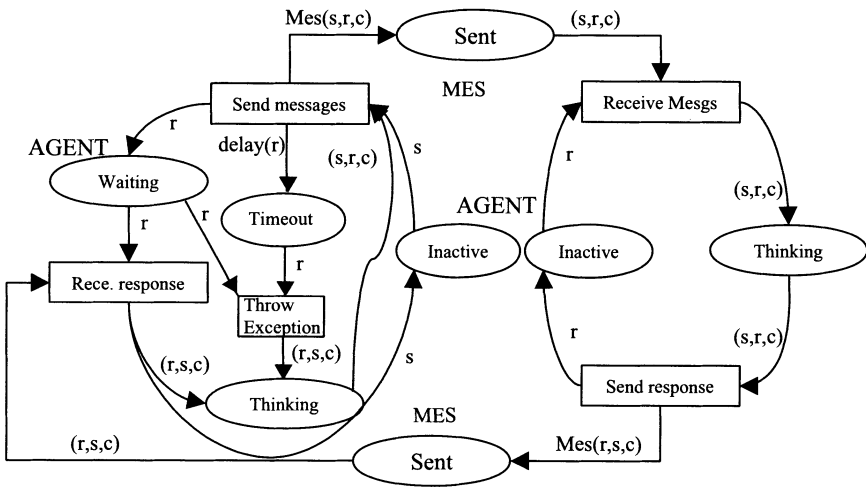 Mes(s,r,c)
Sent
(s,r,c)
MES
Send messages
Receive Mesgs
r
delay(r)
(s,r,c)
s
r
(s,r,c)
AGENT
Waiting
Timeout
AGENT
Inactive
Inactive
Thinking
r
r
r
Rece. response
Throw
Exception
(r,s,c)
(r,s,c)
s
r
(s,r,c)
Thinking
Send response
MES
(r,s,c)
Sent
Mes(r,s,c)